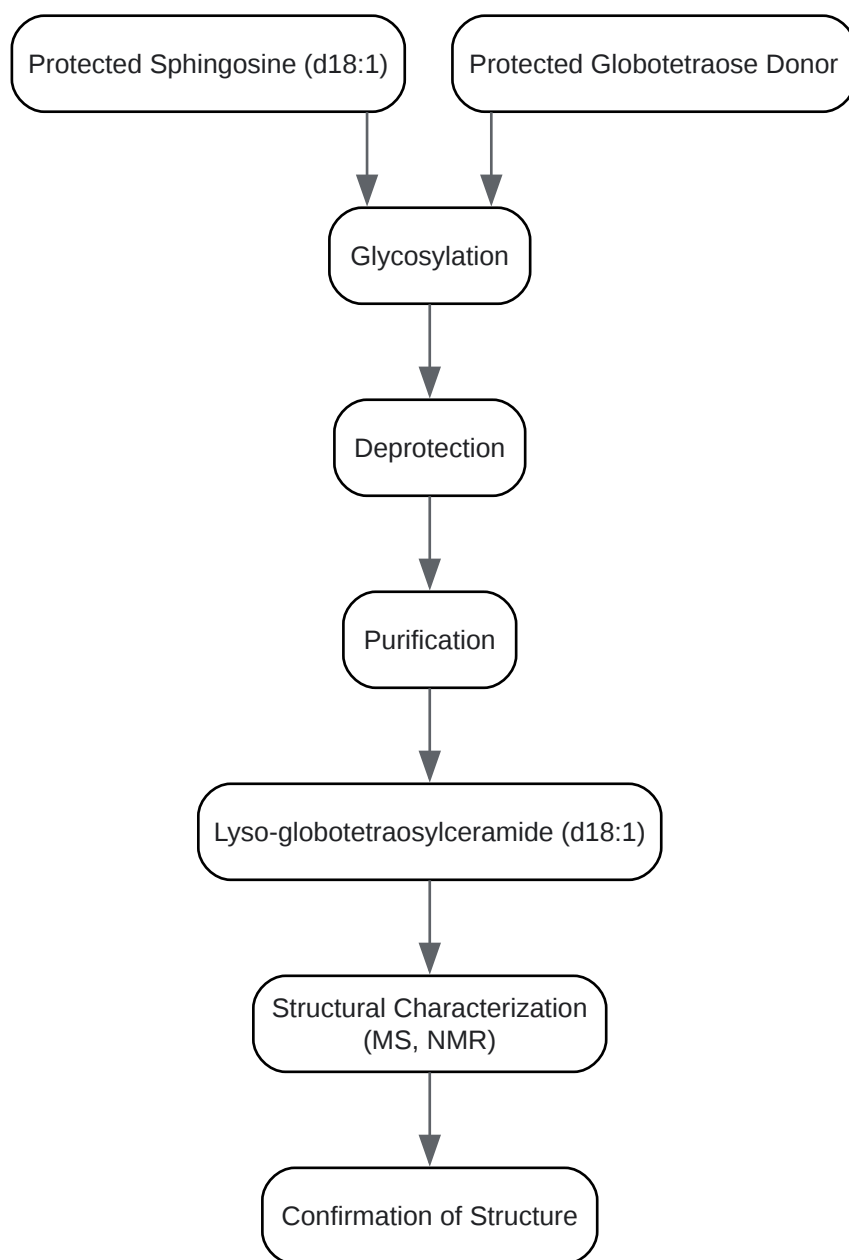 Protected Sphingosine (d18:1)
Protected Globotetraose Donor
Glycosylation
Deprotection
Purification
Lyso-globotetraosylceramide (d18:1)
Structural Characterization
(MS, NMR)
Confirmation of Structure